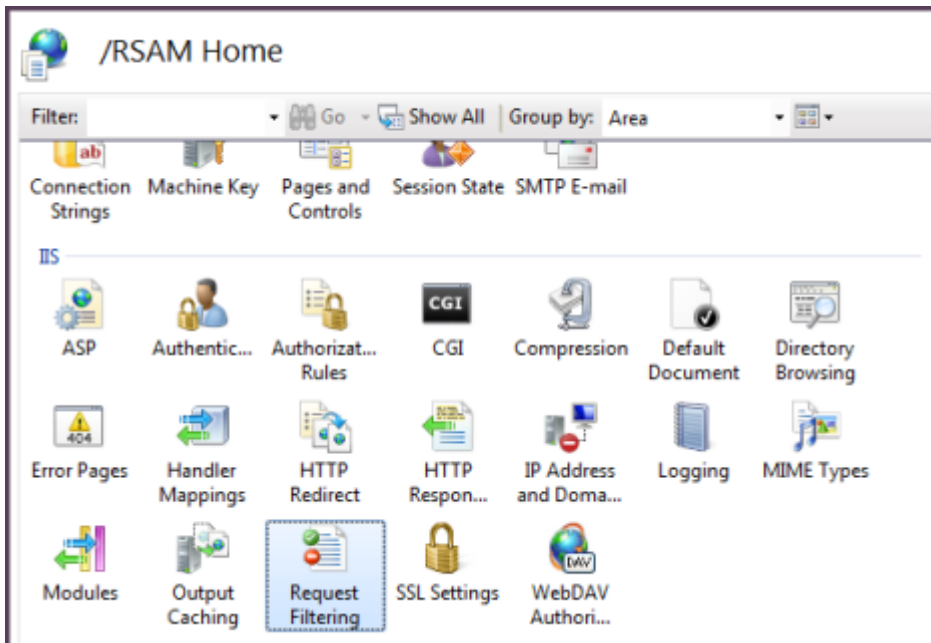 /RSAM Home
Filter: Go Show All Group by: Area
ab
Connection Strings
Machine Key
Pages and Controls
Session State
SMTP E-mail
IIS
ASP
Authentic...
Authorizat... Rules
CGI
CGI
Compression
Default Document
Directory Browsing
404
Error Pages
Handler Mappings
HTTP Redirect
HTTP Respon...
IP Address and Doma...
Logging
MIME Types
Modules
Output Caching
Request Filtering
SSL Settings
DAV
WebDAV Authori...